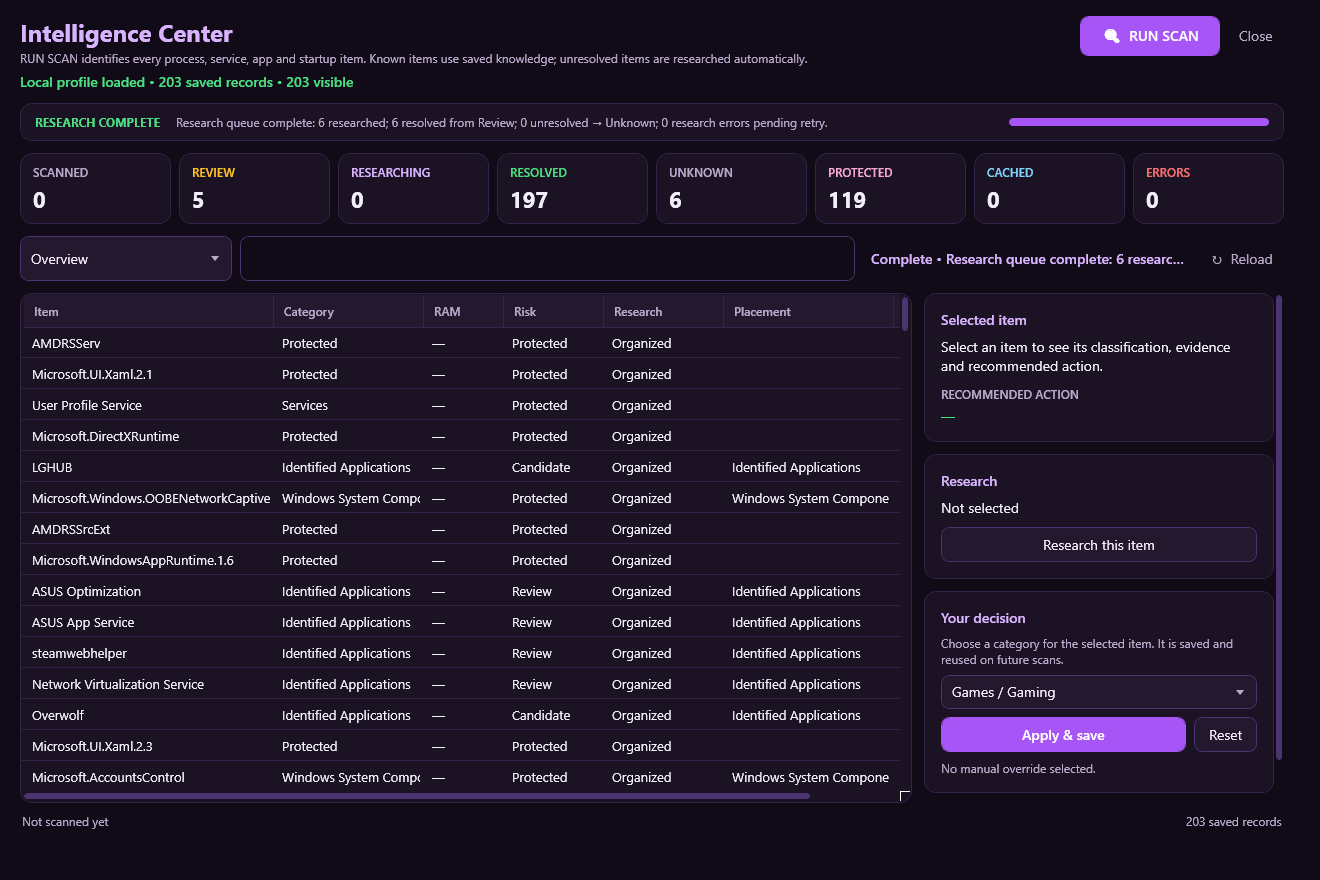 Intelligence Center
RUN SCAN
Close
RUN SCAN identifies every process, service, app and startup item. Known items use saved knowledge; unresolved items are researched automatically.
Local profile loaded • 203 saved records • 203 visible
RESEARCH COMPLETE Research queue complete: 6 researched; 6 resolved from Review; 0 unresolved → Unknown; 0 research errors pending retry.
SCANNED REVIEW RESEARCHING RESOLVED UNKNOWN PROTECTED CACHED ERRORS
0 5 0 197 6 119 0 0
Overview
Complete • Research queue complete: 6 researc...
↻ Reload
Item Category RAM Risk Research Placement
AMDRSServ Protected — Protected Organized
Microsoft.UI.Xaml.2.1 Protected — Protected Organized
User Profile Service Services — Protected Organized
Microsoft.DirectXRuntime Protected — Protected Organized
LGHUB Identified Applications — Candidate Organized Identified Applications
Microsoft.Windows.OOBENetworkCaptive Windows System Compo — Protected Organized Windows System Compone
AMDRSSrcExt Protected — Protected Organized
Microsoft.WindowsAppRuntime.1.6 Protected — Protected Organized
ASUS Optimization Identified Applications — Review Organized Identified Applications
ASUS App Service Identified Applications — Review Organized Identified Applications
steamwebhelper Identified Applications — Review Organized Identified Applications
Network Virtualization Service Identified Applications — Review Organized Identified Applications
Overwolf Identified Applications — Candidate Organized Identified Applications
Microsoft.UI.Xaml.2.3 Protected — Protected Organized
Microsoft.AccountsControl Windows System Compo — Protected Organized Windows System Compone
Selected item
Select an item to see its classification, evidence
and recommended action.
RECOMMENDED ACTION
—
Research
Not selected
Research this item
Your decision
Choose a category for the selected item. It is saved and
reused on future scans.
Games / Gaming
Apply & save
Reset
No manual override selected.
Not scanned yet
203 saved records